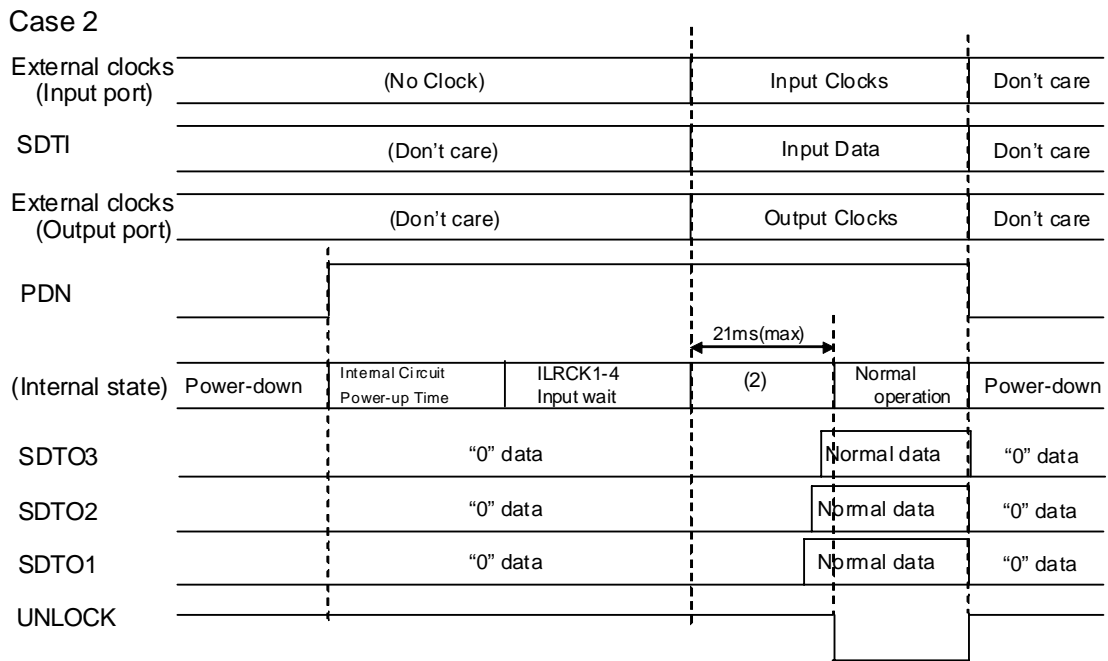 Case 2
External clocks
(Input port)
(No Clock)
Input Clocks
Don't care
SDTI
(Don't care)
Input Data
Don't care
External clocks
(Output port)
(Don't care)
Output Clocks
Don't care
PDN
21ms(max)
(Internal state)
Power-down
Internal Circuit
Power-up Time
ILRCK1-4
Input wait
(2)
Normal
operation
Power-down
SDTO3
“0” data
Normal data
“0” data
SDTO2
“0” data
Normal data
“0” data
SDTO1
“0” data
Normal data
“0” data
UNLOCK